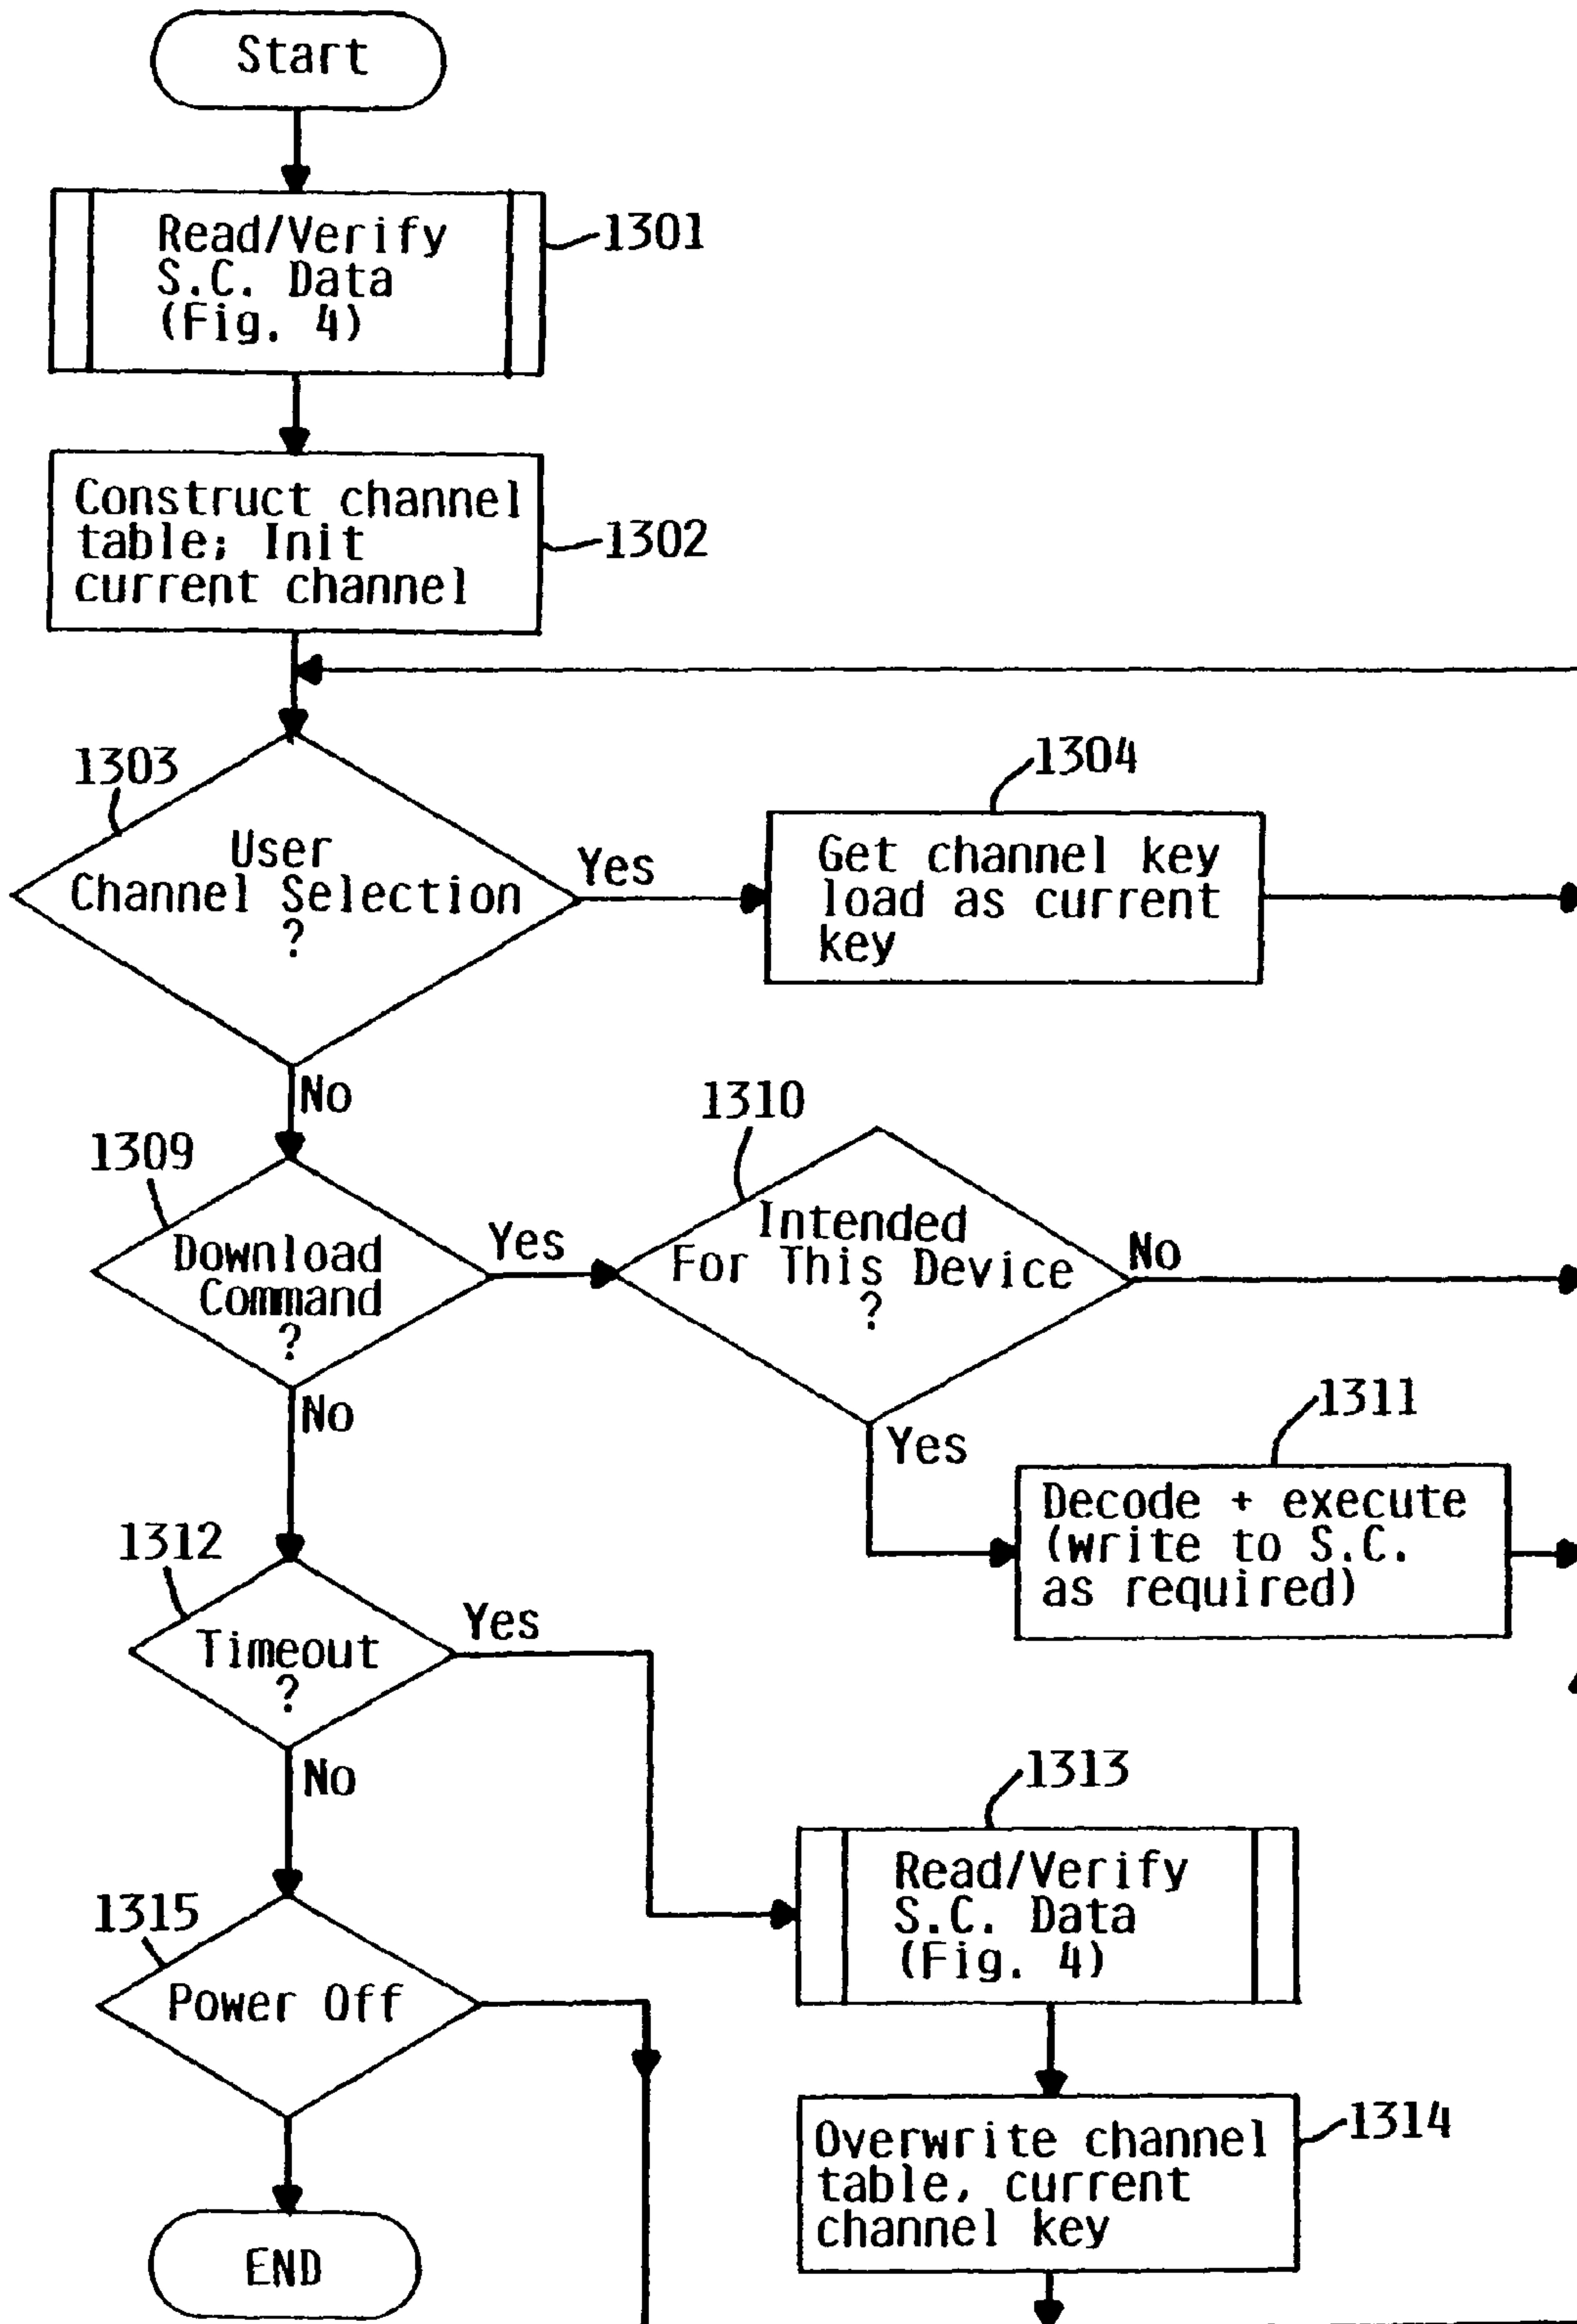 Start
Read/Verify
S.C. Data
(Fig. 4)
1301
Construct channel
table; Init
current channel
1302
1303
User
Channel Selection
?
Yes
1304
Get channel key
load as current
key
No
1309
Download
Command
?
Yes
1310
Intended
For This Device
?
No
Yes
1311
Decode + execute
(write to S.C.
as required)
No
1312
Timeout
?
Yes
No
1313
Read/Verify
S.C. Data
(Fig. 4)
1315
Power Off
1314
Overwrite channel
table, current
channel key
END